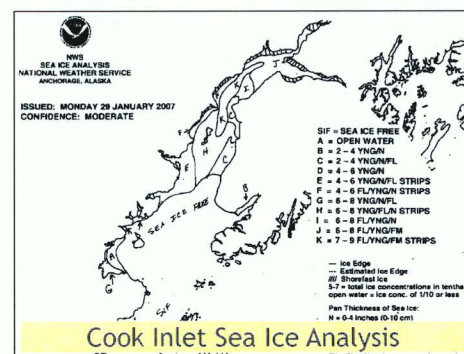 NWS
SEA ICE ANALYSIS
NATIONAL WEATHER SERVICE
ANCHORAGE, ALASKA
ISSUED: MONDAY 29 JANUARY 2007
CONFIDENCE: MODERATE
SIF = SEA ICE FREE
A = OPEN WATER
B = 2 – 4 YNG/N
C = 2 – 4 YNG/N/FL
D = 4 – 6 YNG/N
E = 4 – 6 YNG/N/FL STRIPS
F = 4 – 6 FL/YNG/N STRIPS
G = 6 – 8 YNG/N/FL
H = 6 – 8 YNG/FL/N STRIPS
I = 6 – 8 FL/YNG/N
J = 6 – 8 FL/YNG/FM
K = 7 – 9 FL/YNG/FM STRIPS
J
I
K
F
H
E
B
SEA ICE FREE
A
G
SIF
Ice Edge
Estimated Ice Edge
//// Shorefast Ice
5-7 = total ice concentrations in tenths
open water = ice conc. of 1/10 or less
Pan Thickness of Sea Ice:
N = 0-4 inches (0-10 cm)
Cook Inlet Sea Ice Analysis